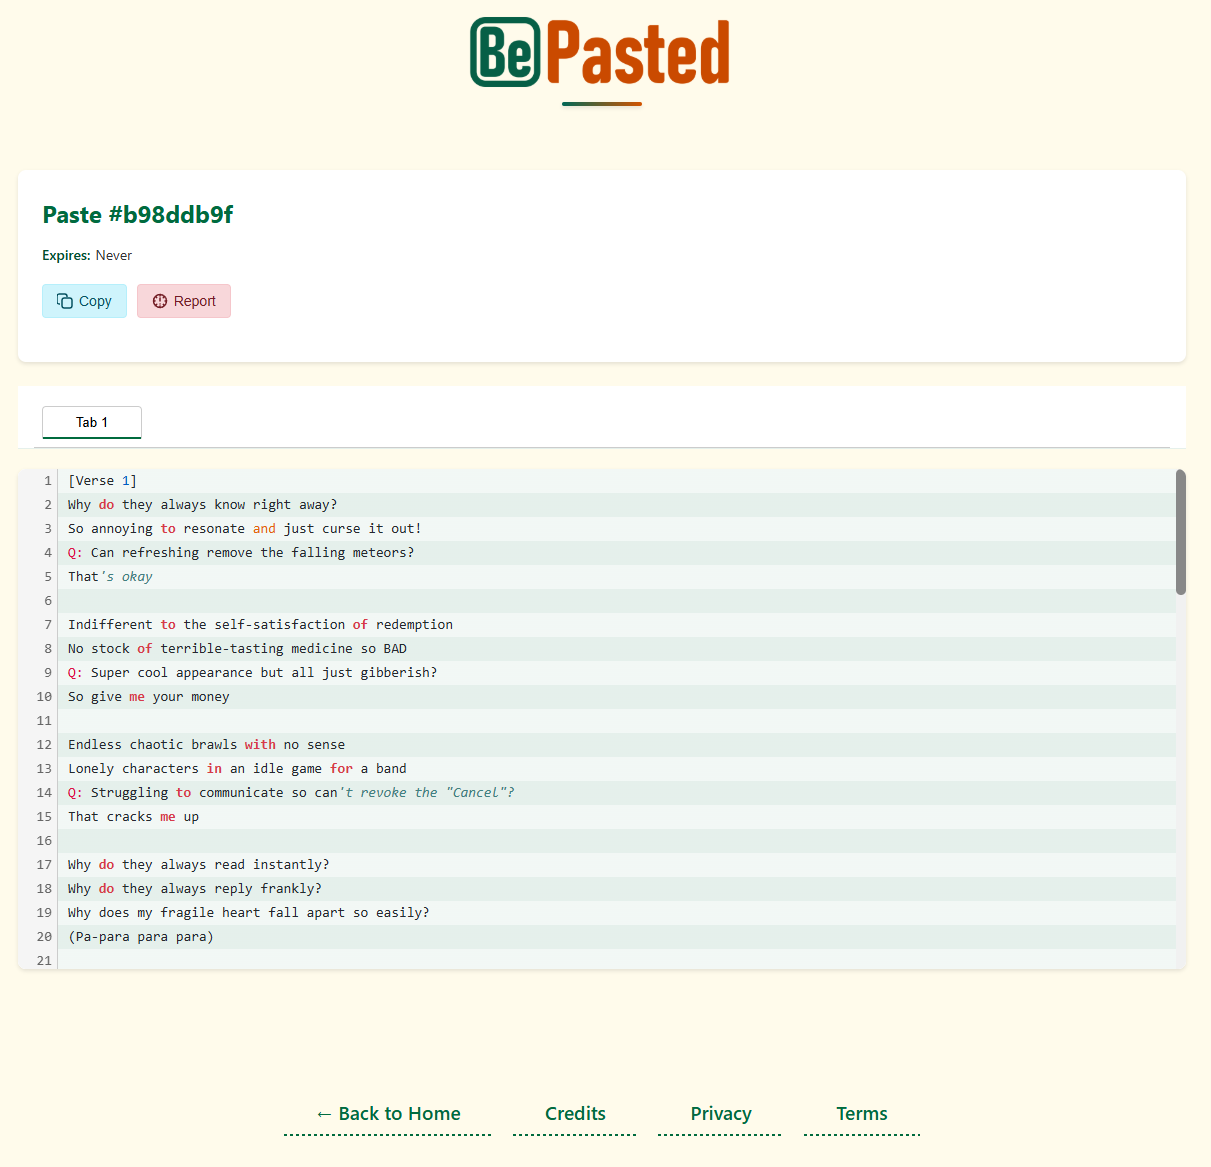 Be Pasted
Paste #b98ddb9f
Expires: Never
Copy
Report
Tab 1
1 [Verse 1]
2 Why do they always know right away?
3 So annoying to resonate and just curse it out!
4 Q: Can refreshing remove the falling meteors?
5 That's okay
6
7 Indifferent to the self-satisfaction of redemption
8 No stock of terrible-tasting medicine so BAD
9 Q: Super cool appearance but all just gibberish?
10 So give me your money
11
12 Endless chaotic brawls with no sense
13 Lonely characters in an idle game for a band
14 Q: Struggling to communicate so can't revoke the "Cancel"?
15 That cracks me up
16
17 Why do they always read instantly?
18 Why do they always reply frankly?
19 Why does my fragile heart fall apart so easily?
20 (Pa-para para para)
21
← Back to Home
Credits
Privacy
Terms